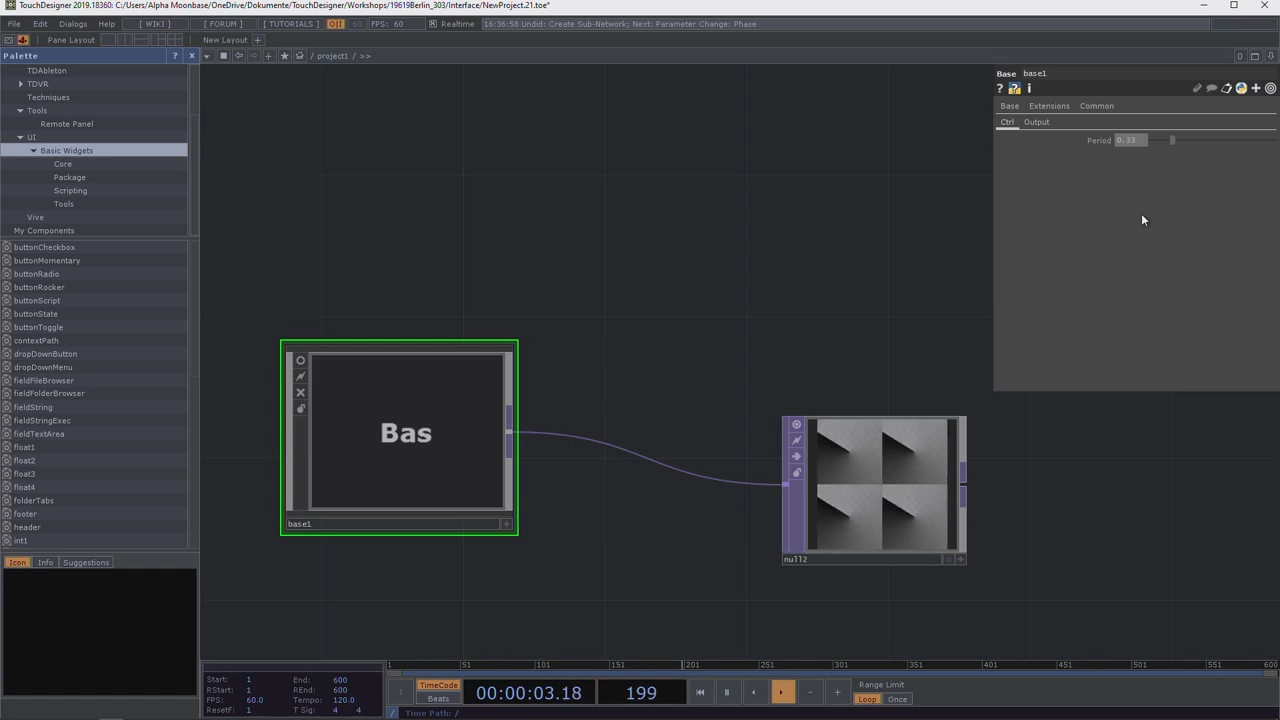 TouchDesigner 2019.18360: C:/Users/Alpha Moonbase/OneDrive/Dokumente/TouchDesigner/Workshops/19619Berlin_303/Interface/NewProject.21.toe*
File Edit Dialogs Help [ WIKI ] [ FORUM ] [ TUTORIALS ] O|I 60 FPS: 60 Realtime 16:36:58 Undid: Create Sub-Network; Next: Parameter Change: Phase
Pane Layout New Layout +
Palette ? x / project1 / >> 0
TDAbleton
TDVR
Techniques
Tools
Remote Panel
UI
Basic Widgets
Core
Package
Scripting
Tools
Vive
My Components
buttonCheckbox
buttonMomentary
buttonRadio
buttonRocker
buttonScript
buttonState
buttonToggle
contextPath
dropDownButton
dropDownMenu
fieldFileBrowser
fieldFolderBrowser
fieldString
fieldStringExec
fieldTextArea
float1
float2
float3
float4
folderTabs
footer
header
int1
Icon Info Suggestions
Base base1
? ? i
Base Extensions Common
Ctrl Output
Period 0.33
Bas
base1
null2
1 51 101 151 201 251 301 351 401 451 501 551 600
Start: 1 End: 600
RStart: 1 REnd: 600
FPS: 60.0 Tempo: 120.0
ResetF: 1 T Sig: 4 4
TimeCode
Beats
00:00:03.18
199
- +
Range Limit
Loop Once
/ Time Path: /